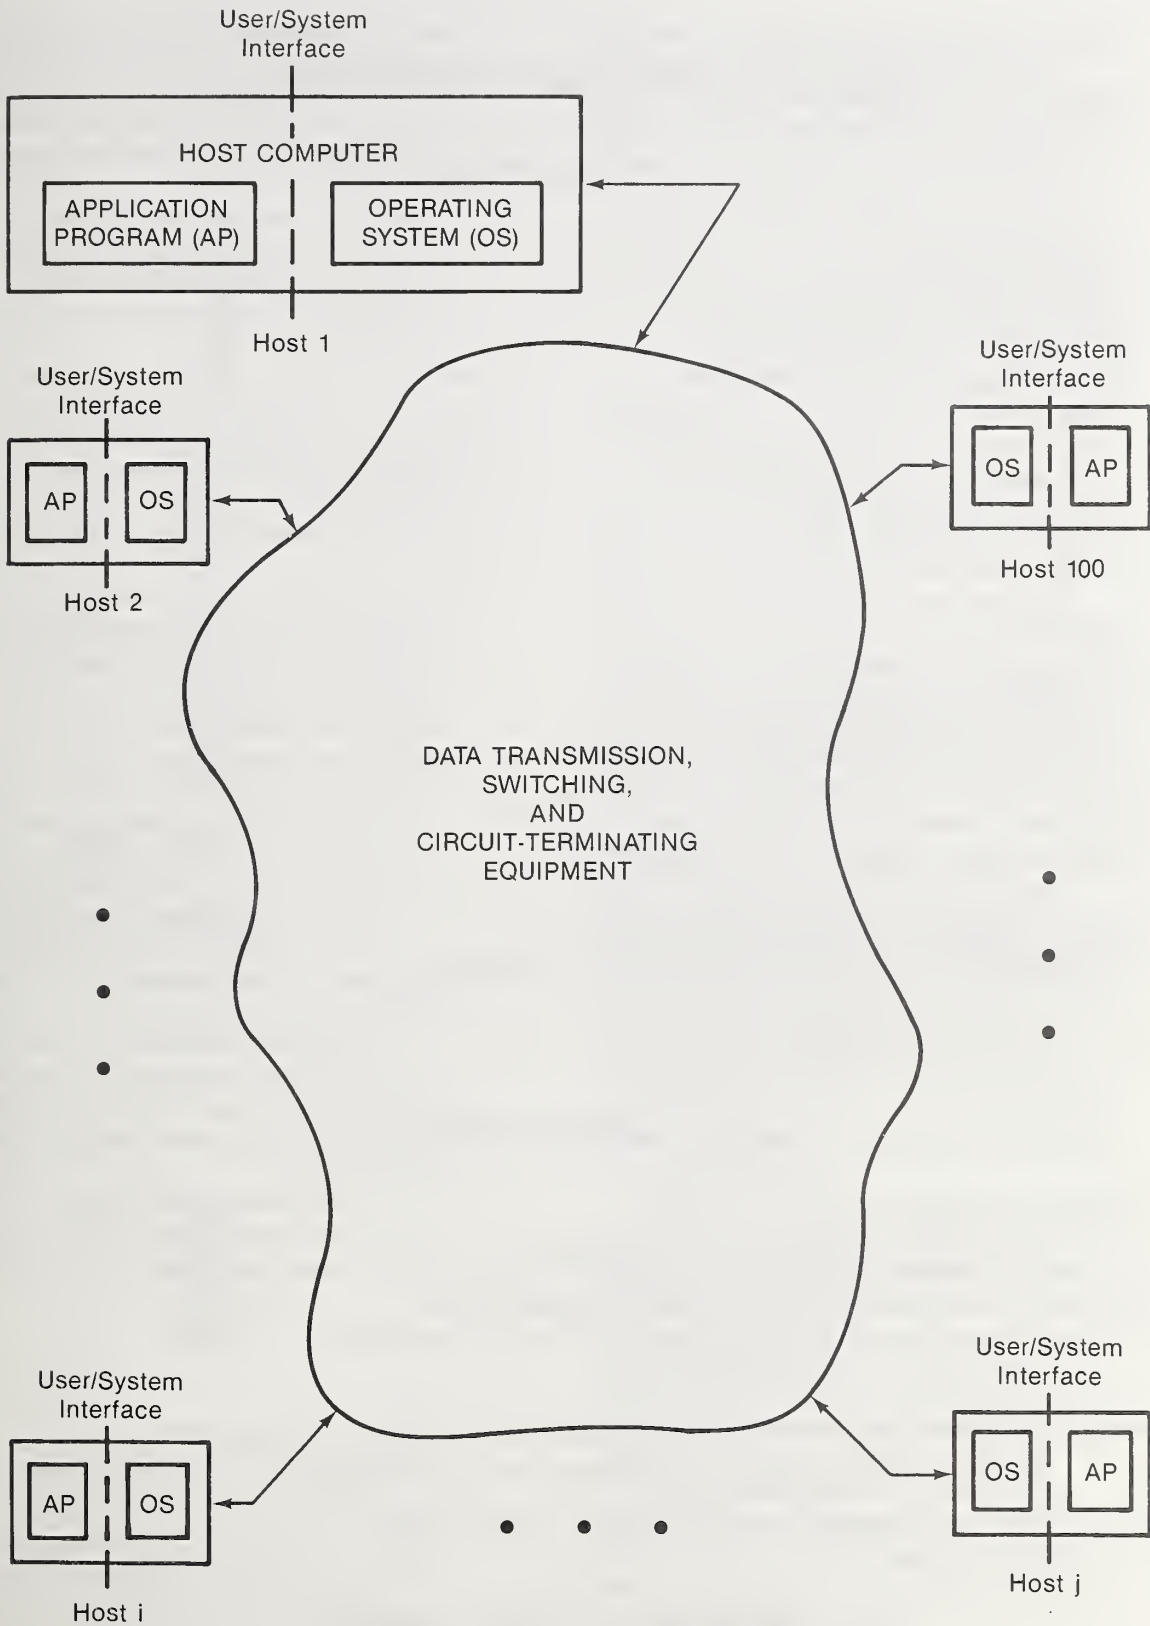 User/System
Interface
HOST COMPUTER
APPLICATION
PROGRAM (AP)
OPERATING
SYSTEM (OS)
Host 1
User/System
Interface
AP
OS
Host 2
User/System
Interface
OS
AP
Host 100
DATA TRANSMISSION,
SWITCHING,
AND
CIRCUIT-TERMINATING
EQUIPMENT
User/System
Interface
AP
OS
Host i
User/System
Interface
OS
AP
Host j